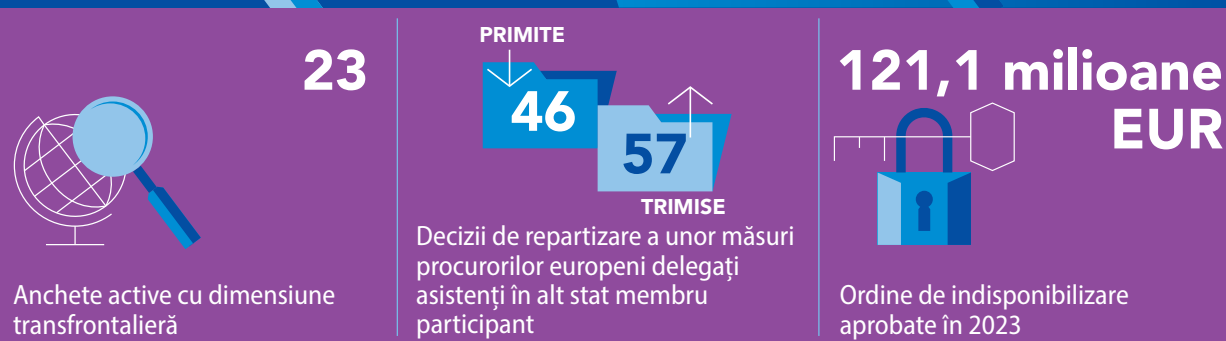 23
Anchete active cu dimensiune
transfrontalieră
PRIMITE
46
57
TRIMISE
Decizii de repartizare a unor măsuri
procurorilor europeni delegați
asistenți în alt stat membru
participant
121,1 milioane
EUR
Ordine de indisponibilizare
aprobate în 2023